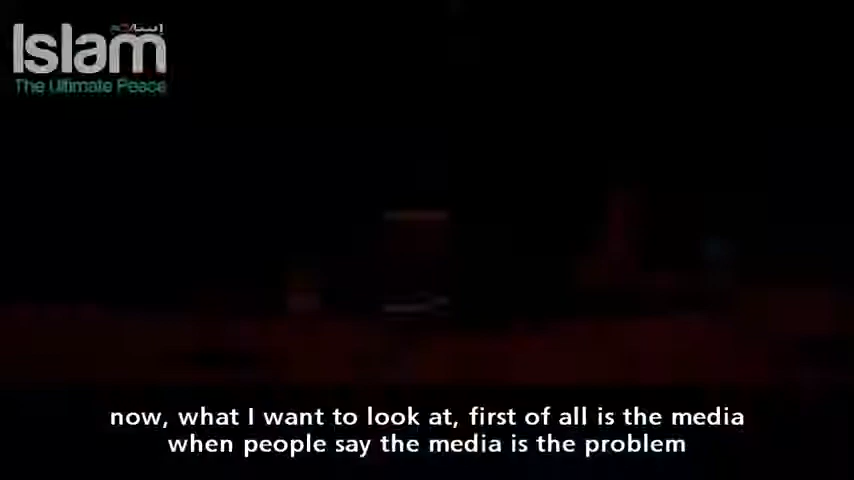 Islam
The Ultimate Peace
now, what I want to look at, first of all is the media
when people say the media is the problem